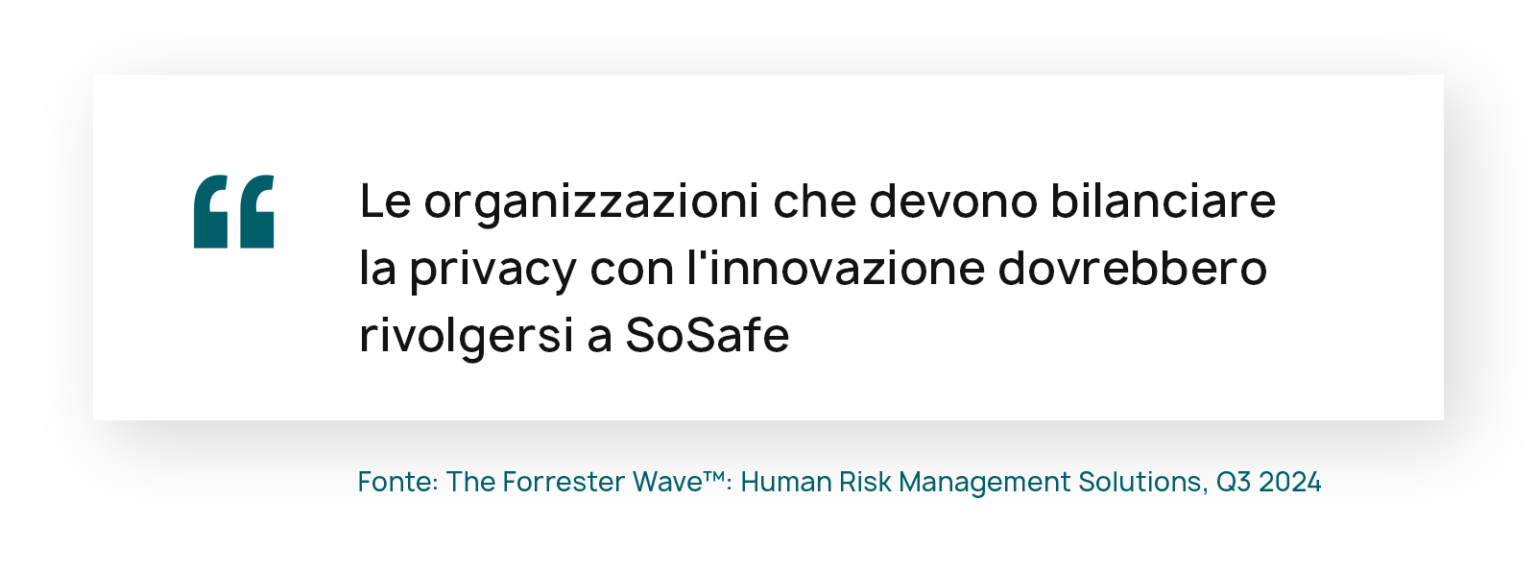 “
Le organizzazioni che devono bilanciare
la privacy con l'innovazione dovrebbero
rivolgersi a SoSafe
Fonte: The Forrester Wave™: Human Risk Management Solutions, Q3 2024